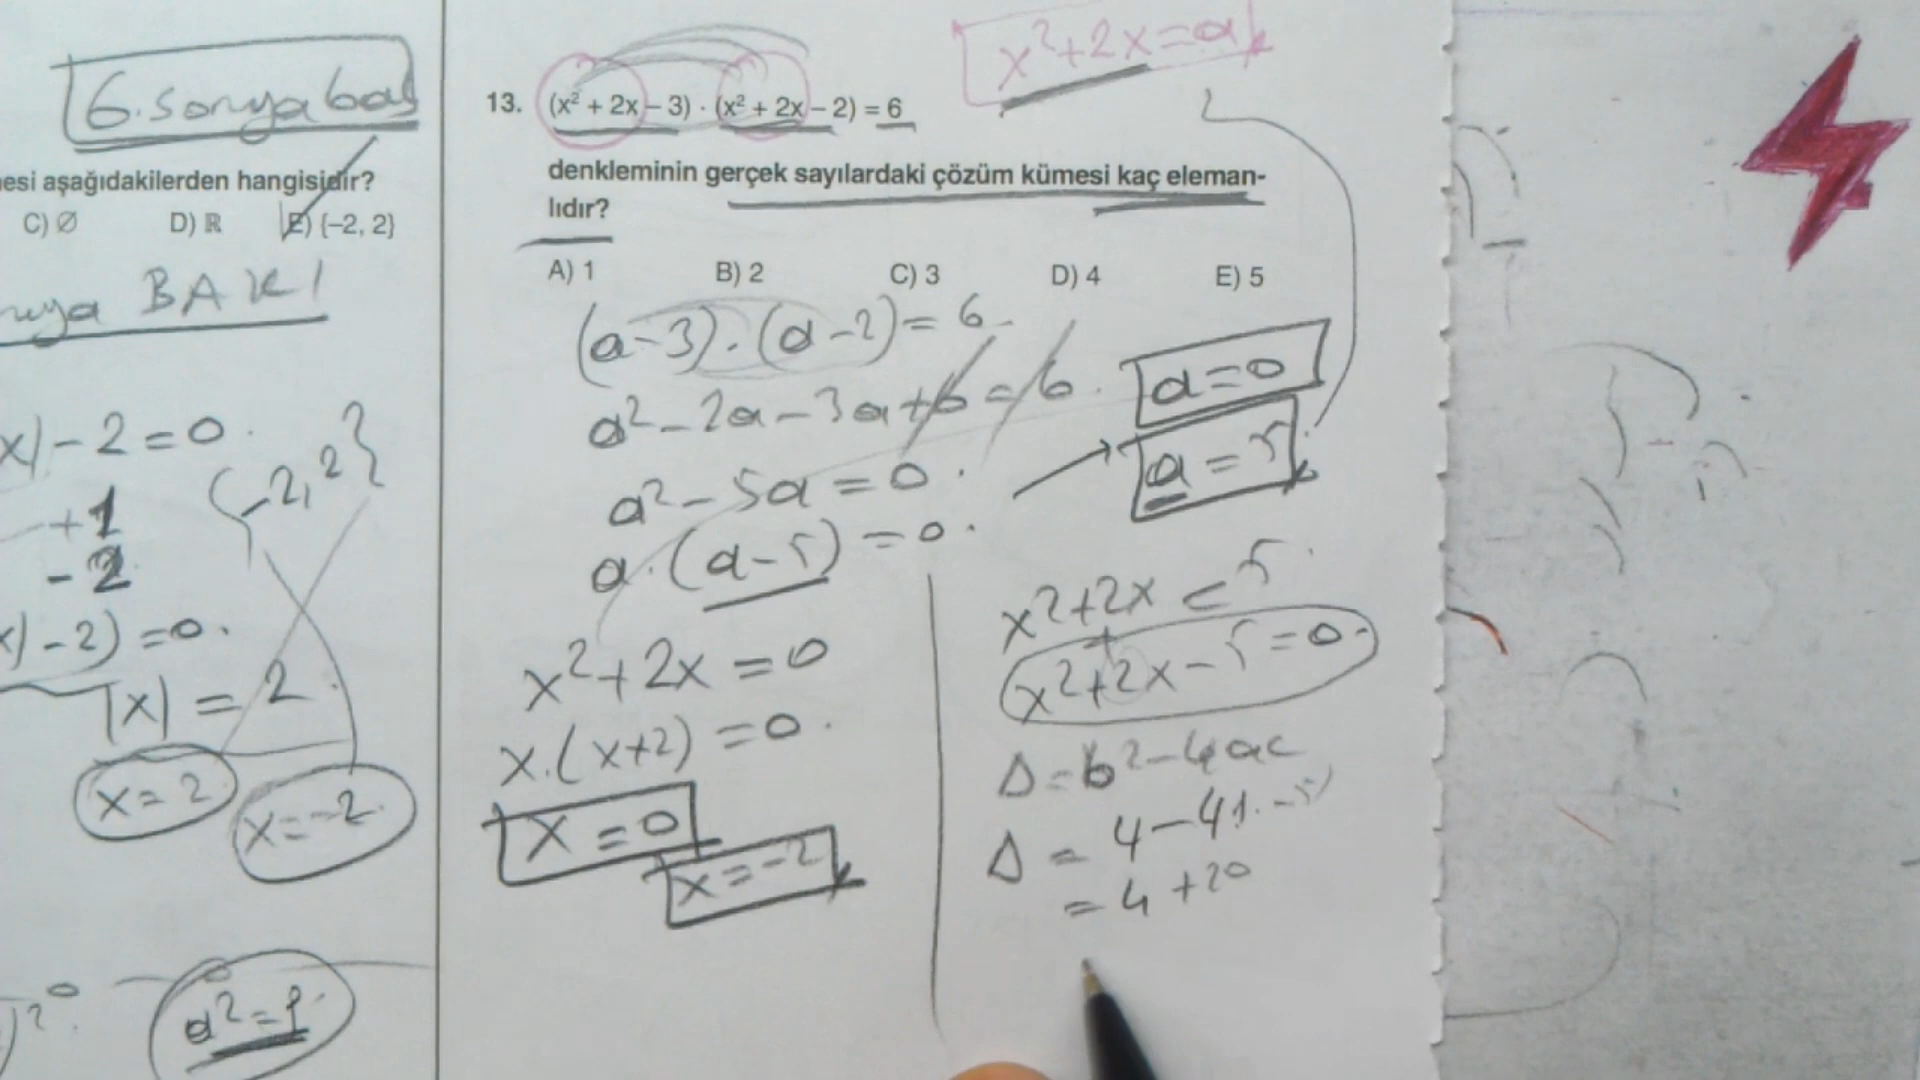 6. soruya bak
esi aşağıdakilerden hangisidir?
C) ∅ D) ℝ E) {−2, 2}
BAK!
x| − 2 = 0.
{−2, 2}
+1
−2
x| − 2) = 0.
|x| = 2
x = 2
x = −2
a² = 1
x² + 2x = a
13. (x² + 2x − 3) · (x² + 2x − 2) = 6
denkleminin gerçek sayılardaki çözüm kümesi kaç eleman-
lıdır?
A) 1 B) 2 C) 3 D) 4 E) 5
(a − 3) . (a − 2) = 6
a² − 2a − 3a + 6 = 6.
a² − 5a = 0.
a . (a − 5) = 0.
a = 0
a = 5
x² + 2x = 0
x . (x + 2) = 0.
x = 0
x = −2
x² + 2x = 5.
x² + 2x − 5 = 0.
Δ = b² − 4ac
Δ = 4 − 4.1. −5)
= 4 + 20